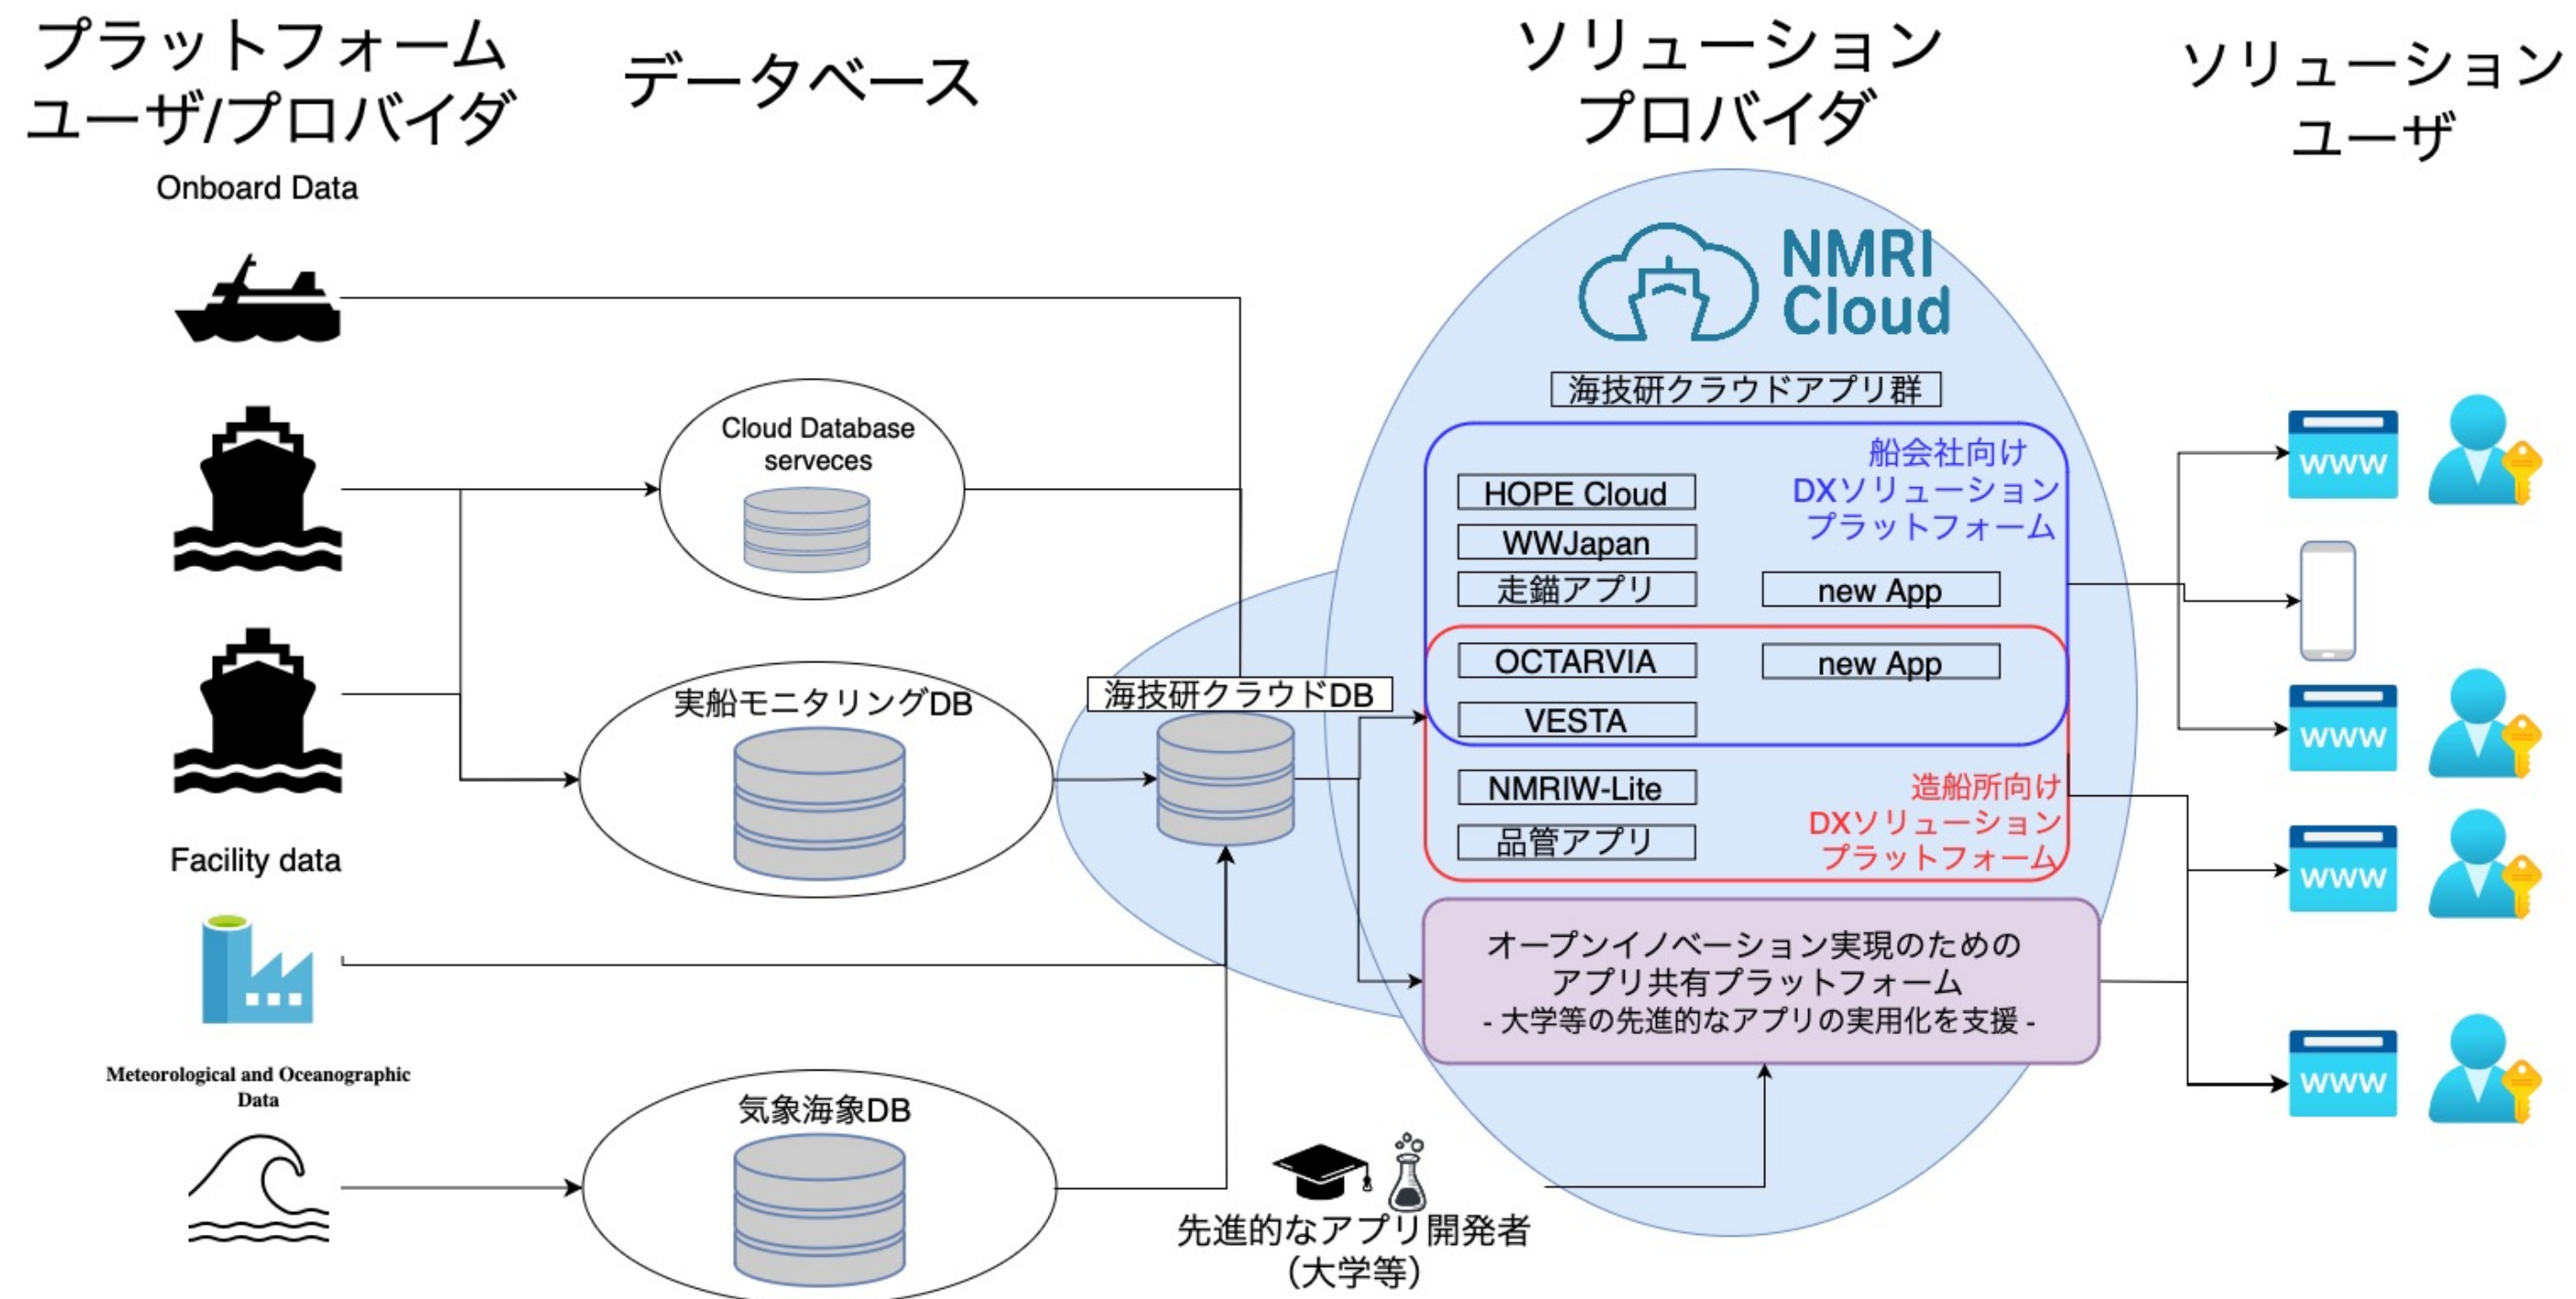 プラットフォーム
ユーザ/プロバイダ
データベース
ソリューション
プロバイダ
ソリューション
ユーザ
Onboard Data
Cloud Database
serveces
実船モニタリングDB
Facility data
Meteorological and Oceanographic
Data
気象海象DB
海技研クラウドDB
先進的なアプリ開発者
（大学等）
NMRI
Cloud
海技研クラウドアプリ群
船会社向け
DXソリューション
プラットフォーム
HOPE Cloud
WWJapan
走錨アプリ
new App
OCTARVIA
new App
VESTA
NMRIW-Lite
品管アプリ
造船所向け
DXソリューション
プラットフォーム
オープンイノベーション実現のための
アプリ共有プラットフォーム
- 大学等の先進的なアプリの実用化を支援 -
www
www
www
www